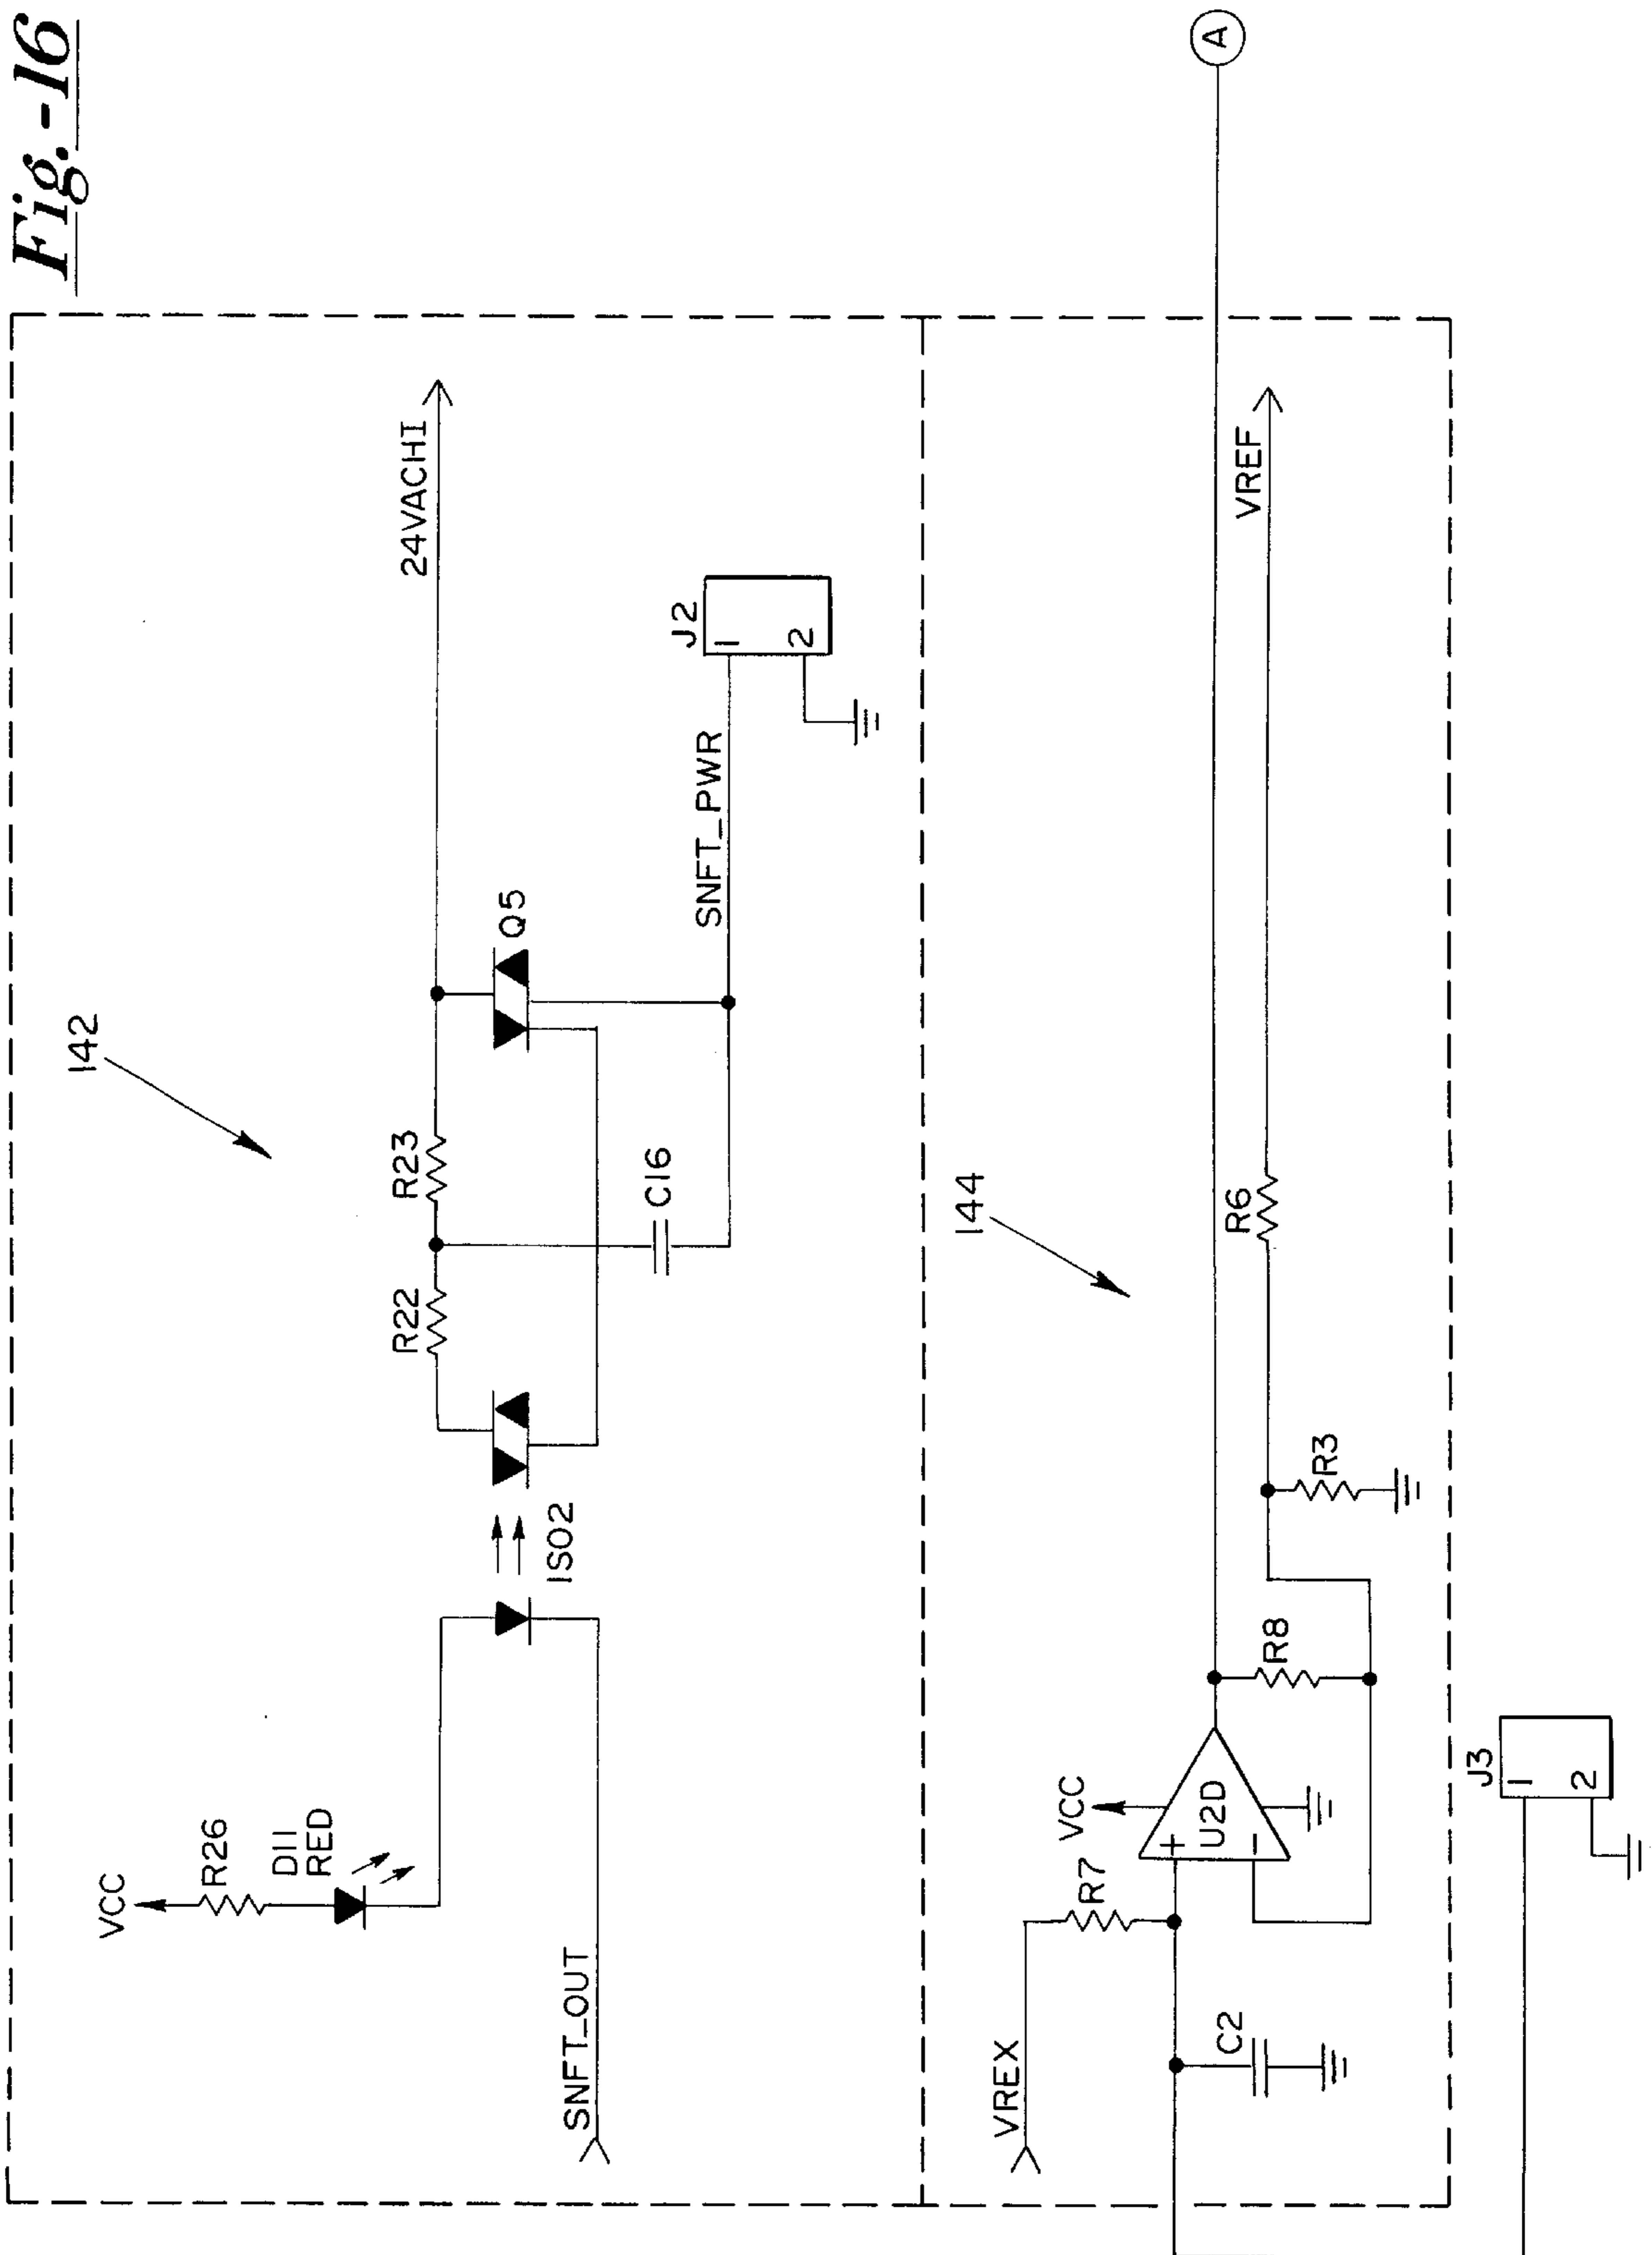 Fig.-16
142
VCC
R26
D11
RED
SNFT_OUT
ISO2
R22
R23
C16
Q5
24VACHI
SNFT_PWR
J2
1
2
144
VREX
C2
R7
VCC
+
U2D
−
R8
R3
R6
VREF
A
J3
1
2